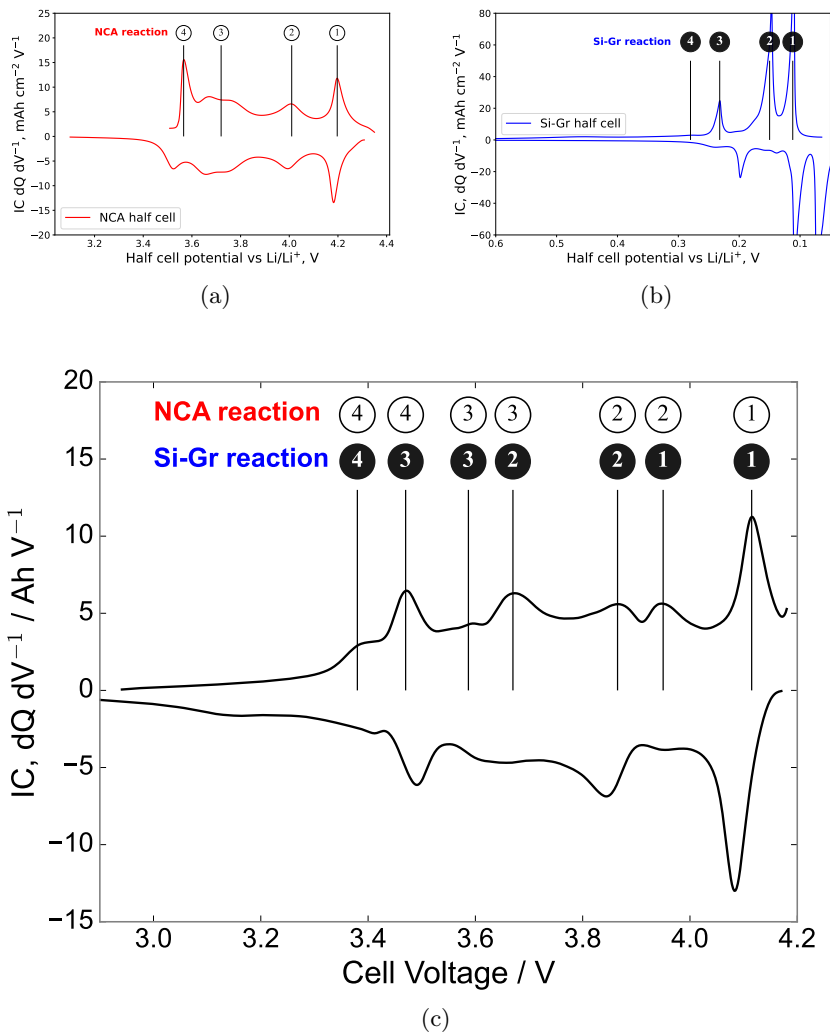 NCA reaction ④ ③ ② ①
IC dQ dV⁻¹, mAh cm⁻² V⁻¹
25
20
15
10
5
0
−5
−10
−15
−20
NCA half cell
3.2 3.4 3.6 3.8 4.0 4.2 4.4
Half cell potential vs Li/Li⁺, V
(a)
Si-Gr reaction 4 3 2 1
IC, dQ dV⁻¹, mAh cm⁻² V⁻¹
80
60
40
20
0
−20
−40
−60
Si-Gr half cell
0.6 0.5 0.4 0.3 0.2 0.1
Half cell potential vs Li/Li⁺, V
(b)
NCA reaction 4 4 3 3 2 2 1
Si-Gr reaction 4 3 3 2 2 1 1
IC, dQ dV⁻¹ / Ah V⁻¹
20
15
10
5
0
−5
−10
−15
3.0 3.2 3.4 3.6 3.8 4.0 4.2
Cell Voltage / V
(c)